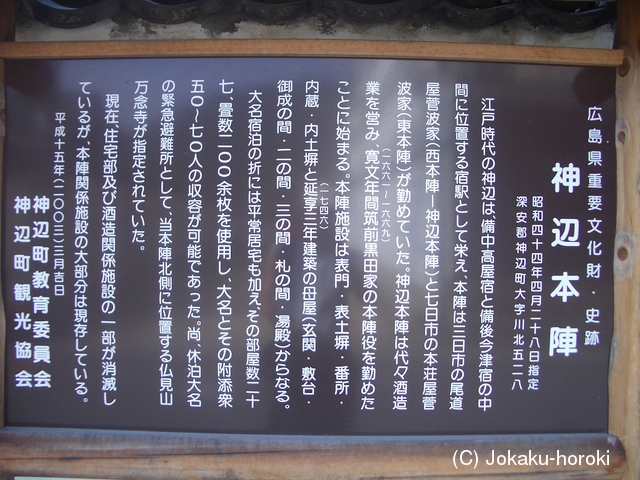 広島県重要文化財・史跡
神辺本陣
昭和四十四年四月二十八日指定
深安郡神辺町大字川北五二八
江戸時代の神辺は、備中高屋宿と備後今津宿の中
間に位置する宿駅として栄え、本陣は三日市の尾道
屋菅波家（西本陣ー神辺本陣）と七日市の本荘屋菅
波家（東本陣）が勤めていた。神辺本陣は代々酒造
業を営み、寛文年間（一六六一～一六七九）筑前黒田家の本陣役を勤めた
ことに始まる。本陣施設は表門・表土塀・番所・
内蔵・内土塀と延享三年（一七四六）建築の母屋（玄関・敷台・
御成の間・二の間・三の間・札の間・湯殿）からなる。
大名宿泊の折には平常居宅も加え、その部屋数二十
七、畳数二〇〇余枚を使用し、大名とその附添衆
五〇～七〇人の収容が可能であった。尚、休泊大名
の緊急避難所として、当本陣北側に位置する仏見山
万念寺が指定されていた。
現在、住宅部及び酒造関係施設の一部が消滅し
ているが、本陣関係施設の大部分は現存している。
平成十五年（二〇〇三）三月吉日
神辺町教育委員会
神辺町観光協会
(C) Jokaku-horoki